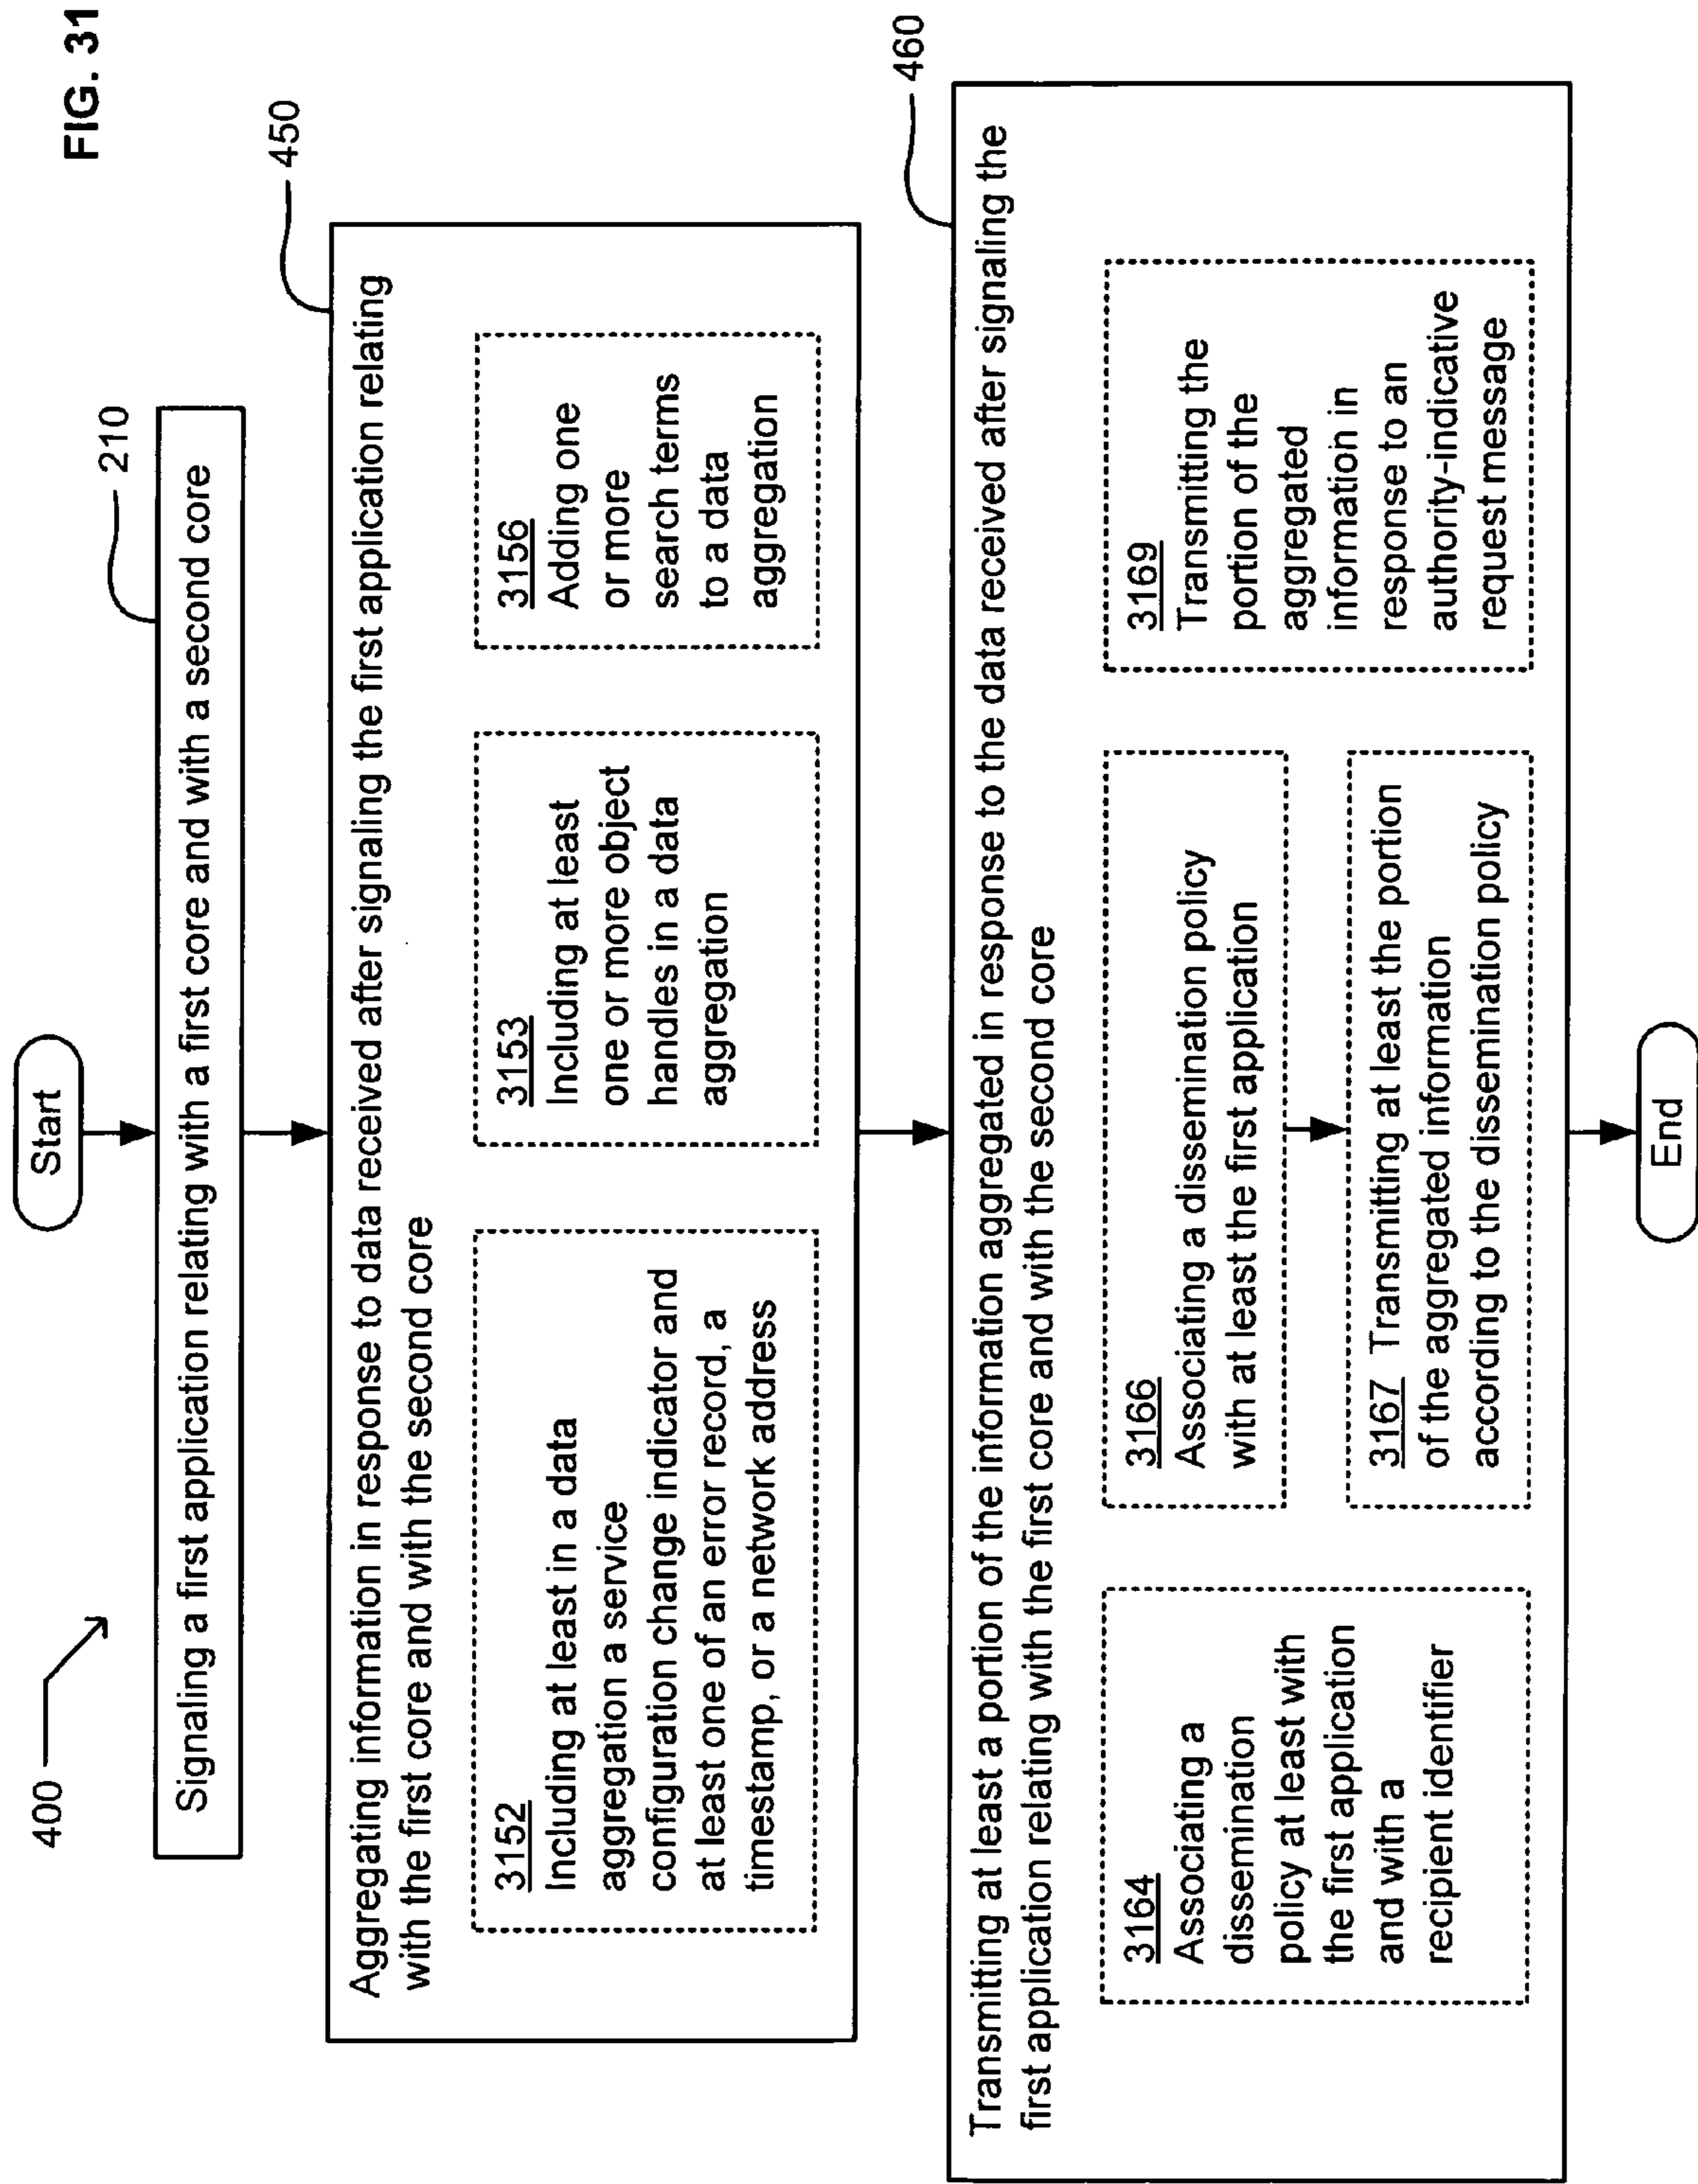 FIG. 31
400
Start
210
Signaling a first application relating with a first core and with a second core
450
Aggregating information in response to data received after signaling the first application relating
with the first core and with the second core
3152
Including at least in a data
aggregation a service
configuration change indicator and
at least one of an error record, a
timestamp, or a network address
3153
Including at least
one or more object
handles in a data
aggregation
3156
Adding one
or more
search terms
to a data
aggregation
460
Transmitting at least a portion of the information aggregated in response to the data received after signaling the
first application relating with the first core and with the second core
3164
Associating a
dissemination
policy at least with
the first application
and with a
recipient identifier
3166
Associating a dissemination policy
with at least the first application
3167 Transmitting at least the portion
of the aggregated information
according to the dissemination policy
3169
Transmitting the
portion of the
aggregated
information in
response to an
authority-indicative
request message
End